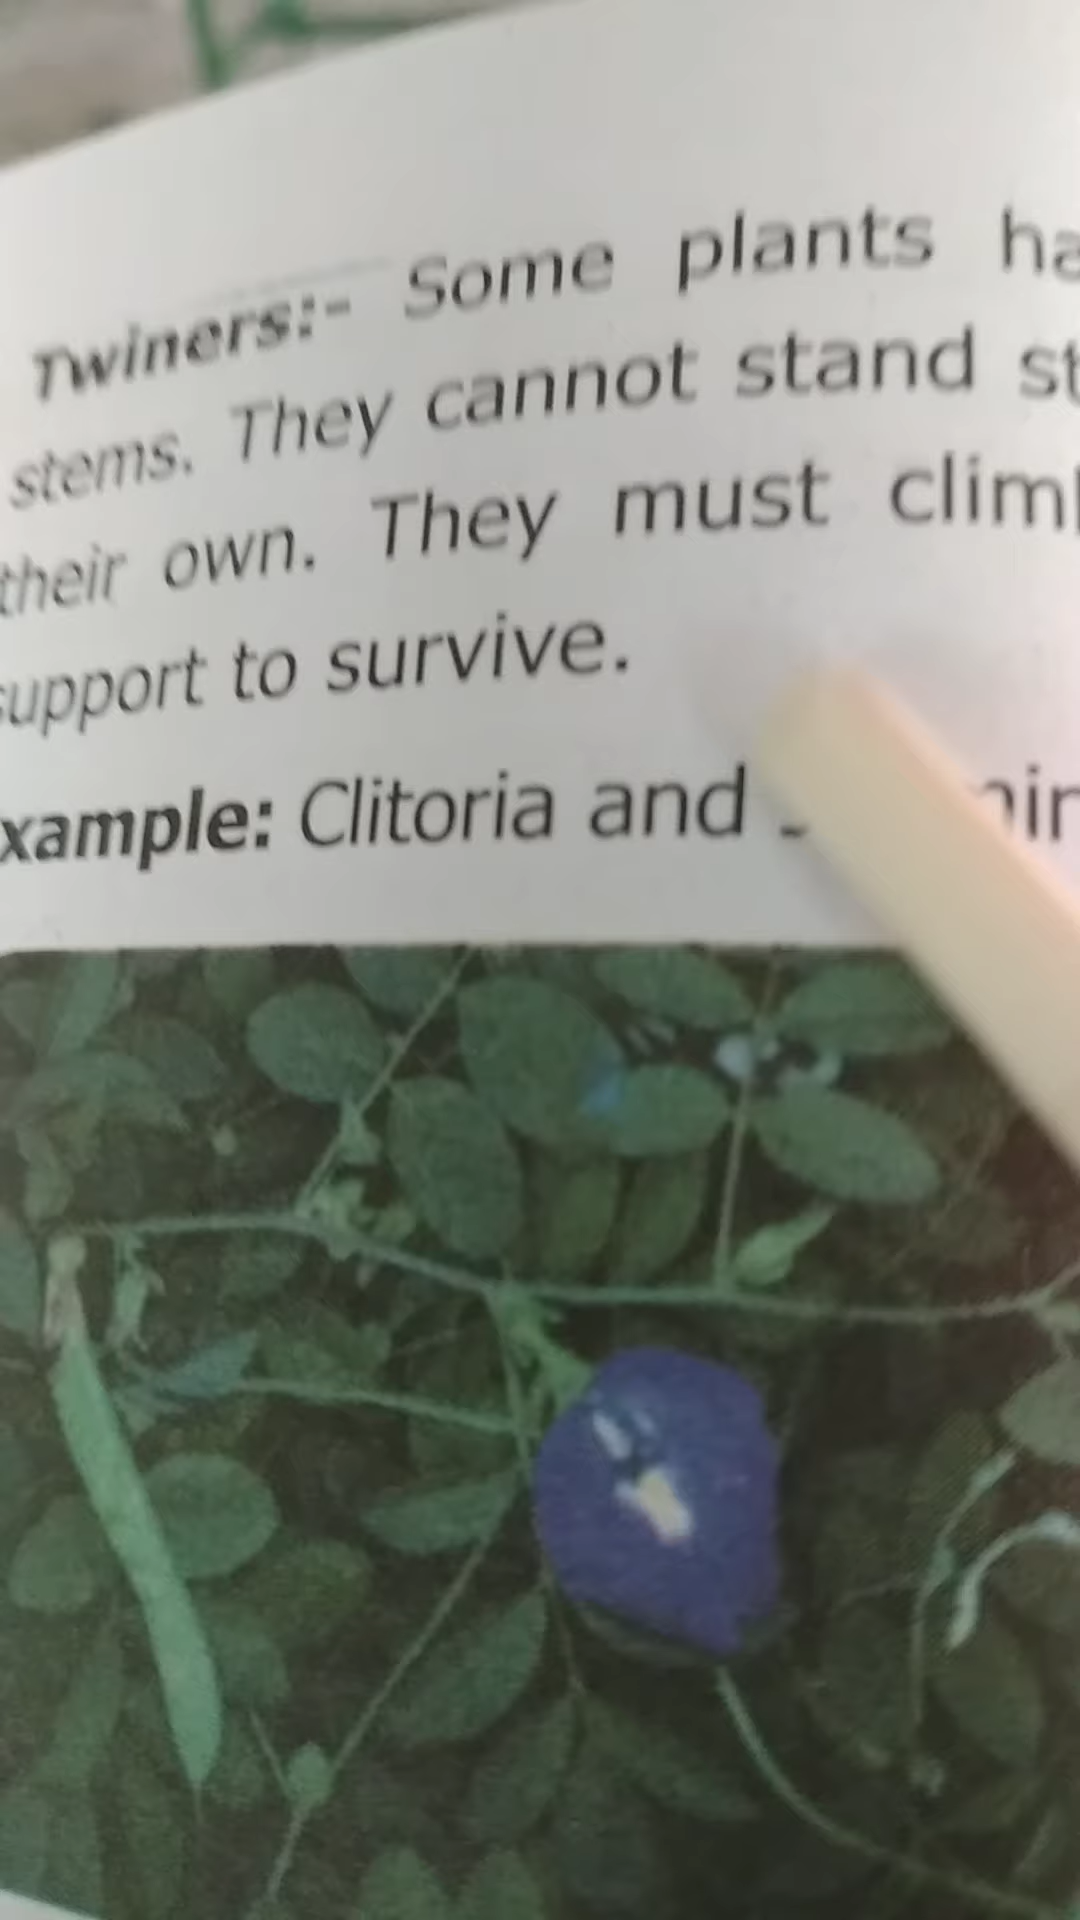 Twiners:- Some plants ha
stems. They cannot stand st
their own. They must clim
support to survive.
xample: Clitoria and